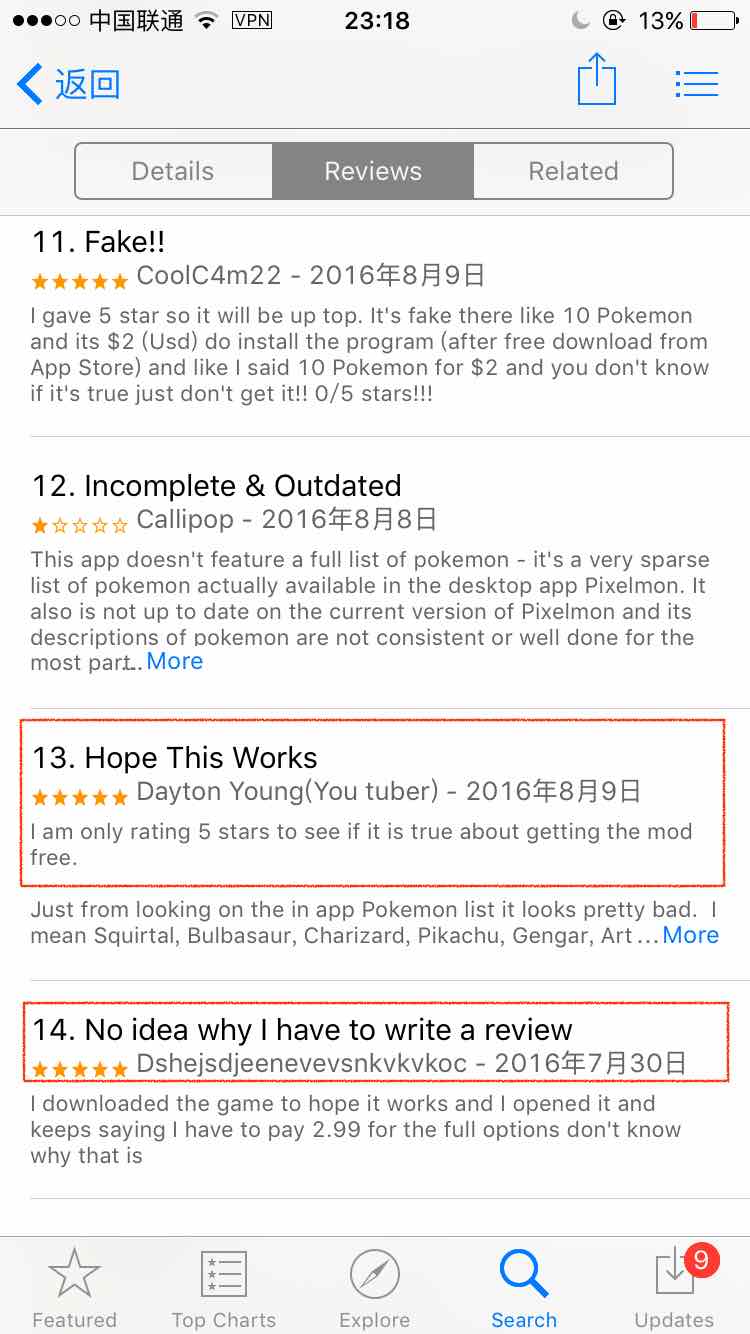 中国联通 VPN 23:18 13%
返回
Details Reviews Related
11. Fake!!
CoolC4m22 - 2016年8月9日
I gave 5 star so it will be up top. It's fake there like 10 Pokemon
and its $2 (Usd) do install the program (after free download from
App Store) and like I said 10 Pokemon for $2 and you don't know
if it's true just don't get it!! 0/5 stars!!!
12. Incomplete & Outdated
Callipop - 2016年8月8日
This app doesn't feature a full list of pokemon - it's a very sparse
list of pokemon actually available in the desktop app Pixelmon. It
also is not up to date on the current version of Pixelmon and its
descriptions of pokemon are not consistent or well done for the
most part... More
13. Hope This Works
Dayton Young(You tuber) - 2016年8月9日
I am only rating 5 stars to see if it is true about getting the mod
free.
Just from looking on the in app Pokemon list it looks pretty bad. I
mean Squirtal, Bulbasaur, Charizard, Pikachu, Gengar, Art... More
14. No idea why I have to write a review
Dshejsdjeenevevsnkvkvkoc - 2016年7月30日
I downloaded the game to hope it works and I opened it and
keeps saying I have to pay 2.99 for the full options don't know
why that is
9
Featured Top Charts Explore Search Updates